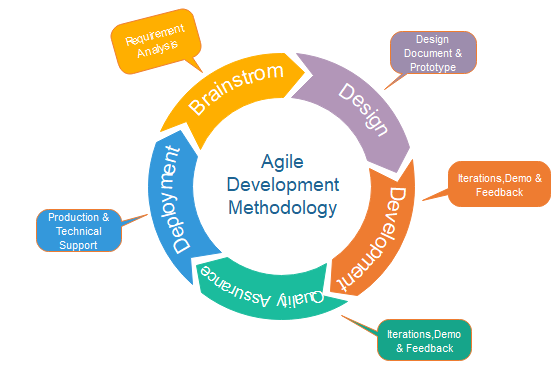 Requirement
Analysis
Brainstrom
Design
Document &
Prototype
Design
Agile
Development
Methodology
Iterations,Demo &
Feedback
Development
Iterations,Demo
& Feedback
Quality Assurance
Production &
Technical
Support
Deployment